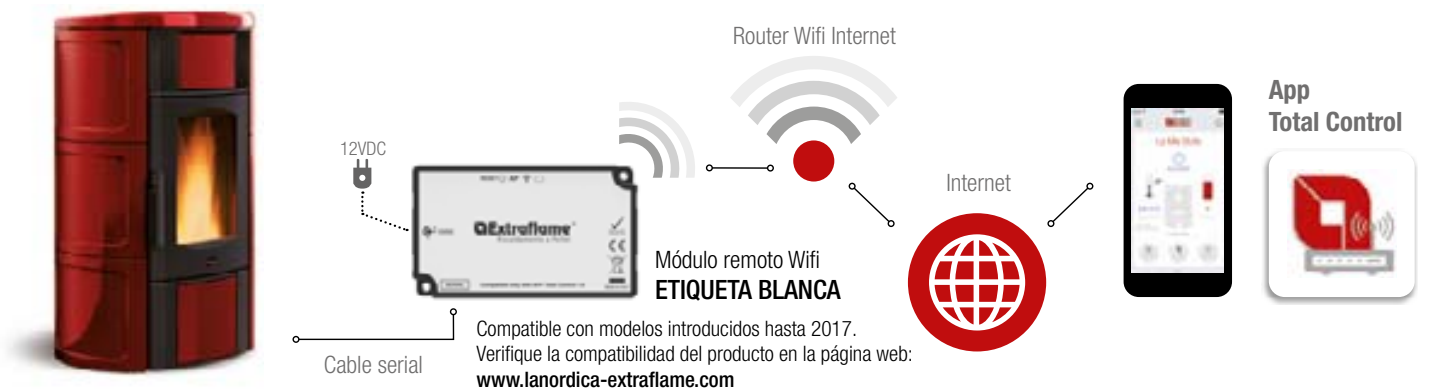 Router Wifi Internet
12VDC
Extraflame
Módulo remoto Wifi
ETIQUETA BLANCA
Compatible con modelos introducidos hasta 2017.
Verifique la compatibilidad del producto en la página web:
www.lanordica-extraflame.com
Cable serial
Internet
App
Total Control